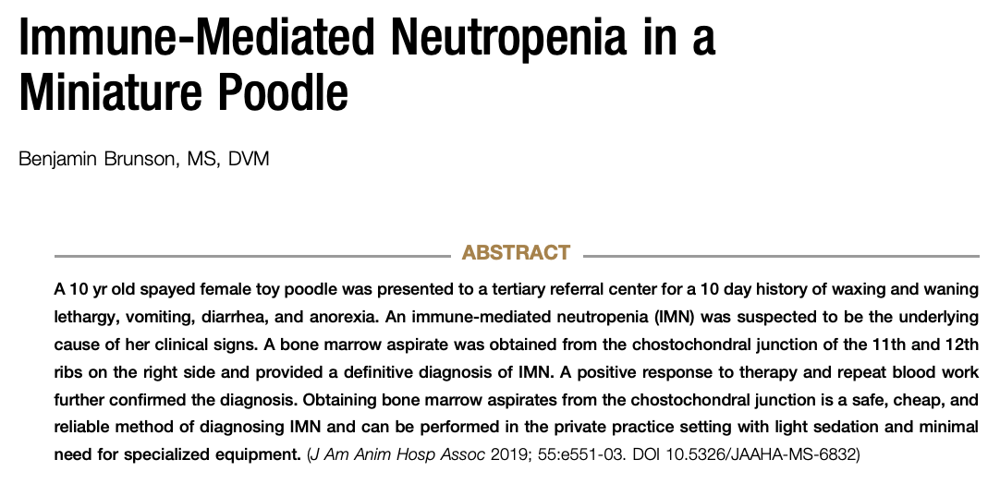 Immune-Mediated Neutropenia in a
Miniature Poodle
Benjamin Brunson, MS, DVM
ABSTRACT
A 10 yr old spayed female toy poodle was presented to a tertiary referral center for a 10 day history of waxing and waning
lethargy, vomiting, diarrhea, and anorexia. An immune-mediated neutropenia (IMN) was suspected to be the underlying
cause of her clinical signs. A bone marrow aspirate was obtained from the chostochondral junction of the 11th and 12th
ribs on the right side and provided a definitive diagnosis of IMN. A positive response to therapy and repeat blood work
further confirmed the diagnosis. Obtaining bone marrow aspirates from the chostochondral junction is a safe, cheap, and
reliable method of diagnosing IMN and can be performed in the private practice setting with light sedation and minimal
need for specialized equipment. (J Am Anim Hosp Assoc 2019; 55:e551-03. DOI 10.5326/JAAHA-MS-6832)